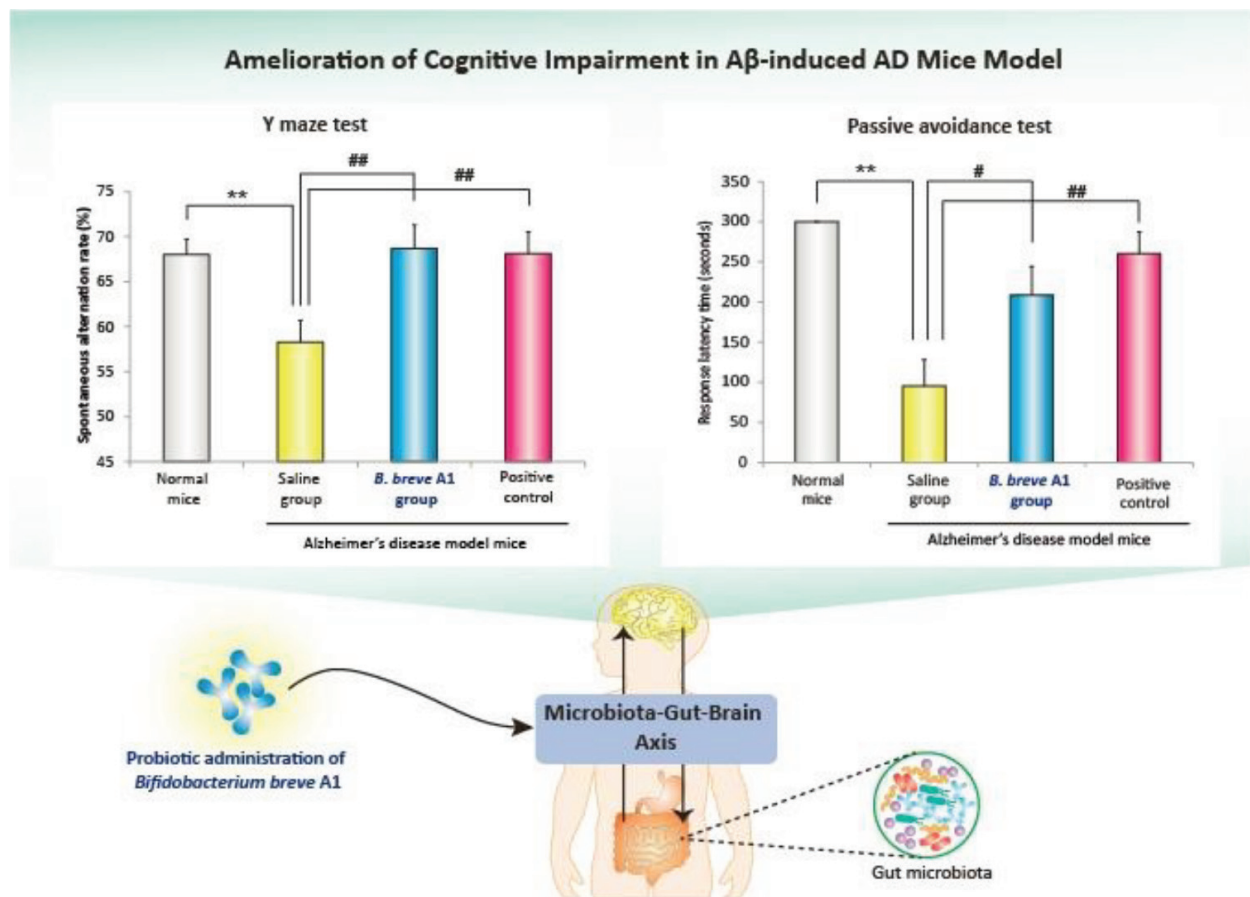 Amelioration of Cognitive Impairment in Aβ-induced AD Mice Model
Y maze test
##
##
**
Spontaneous alternation rate (%)
75
70
65
60
55
50
45
Normal
mice
Saline
group
B. breve A1
group
Positive
control
Alzheimer's disease model mice
Passive avoidance test
**
#
##
Response latency time (seconds)
350
300
250
200
150
100
50
0
Normal
mice
Saline
group
B. breve A1
group
Positive
control
Alzheimer's disease model mice
Probiotic administration of
Bifidobacterium breve A1
Microbiota-Gut-Brain
Axis
Gut microbiota